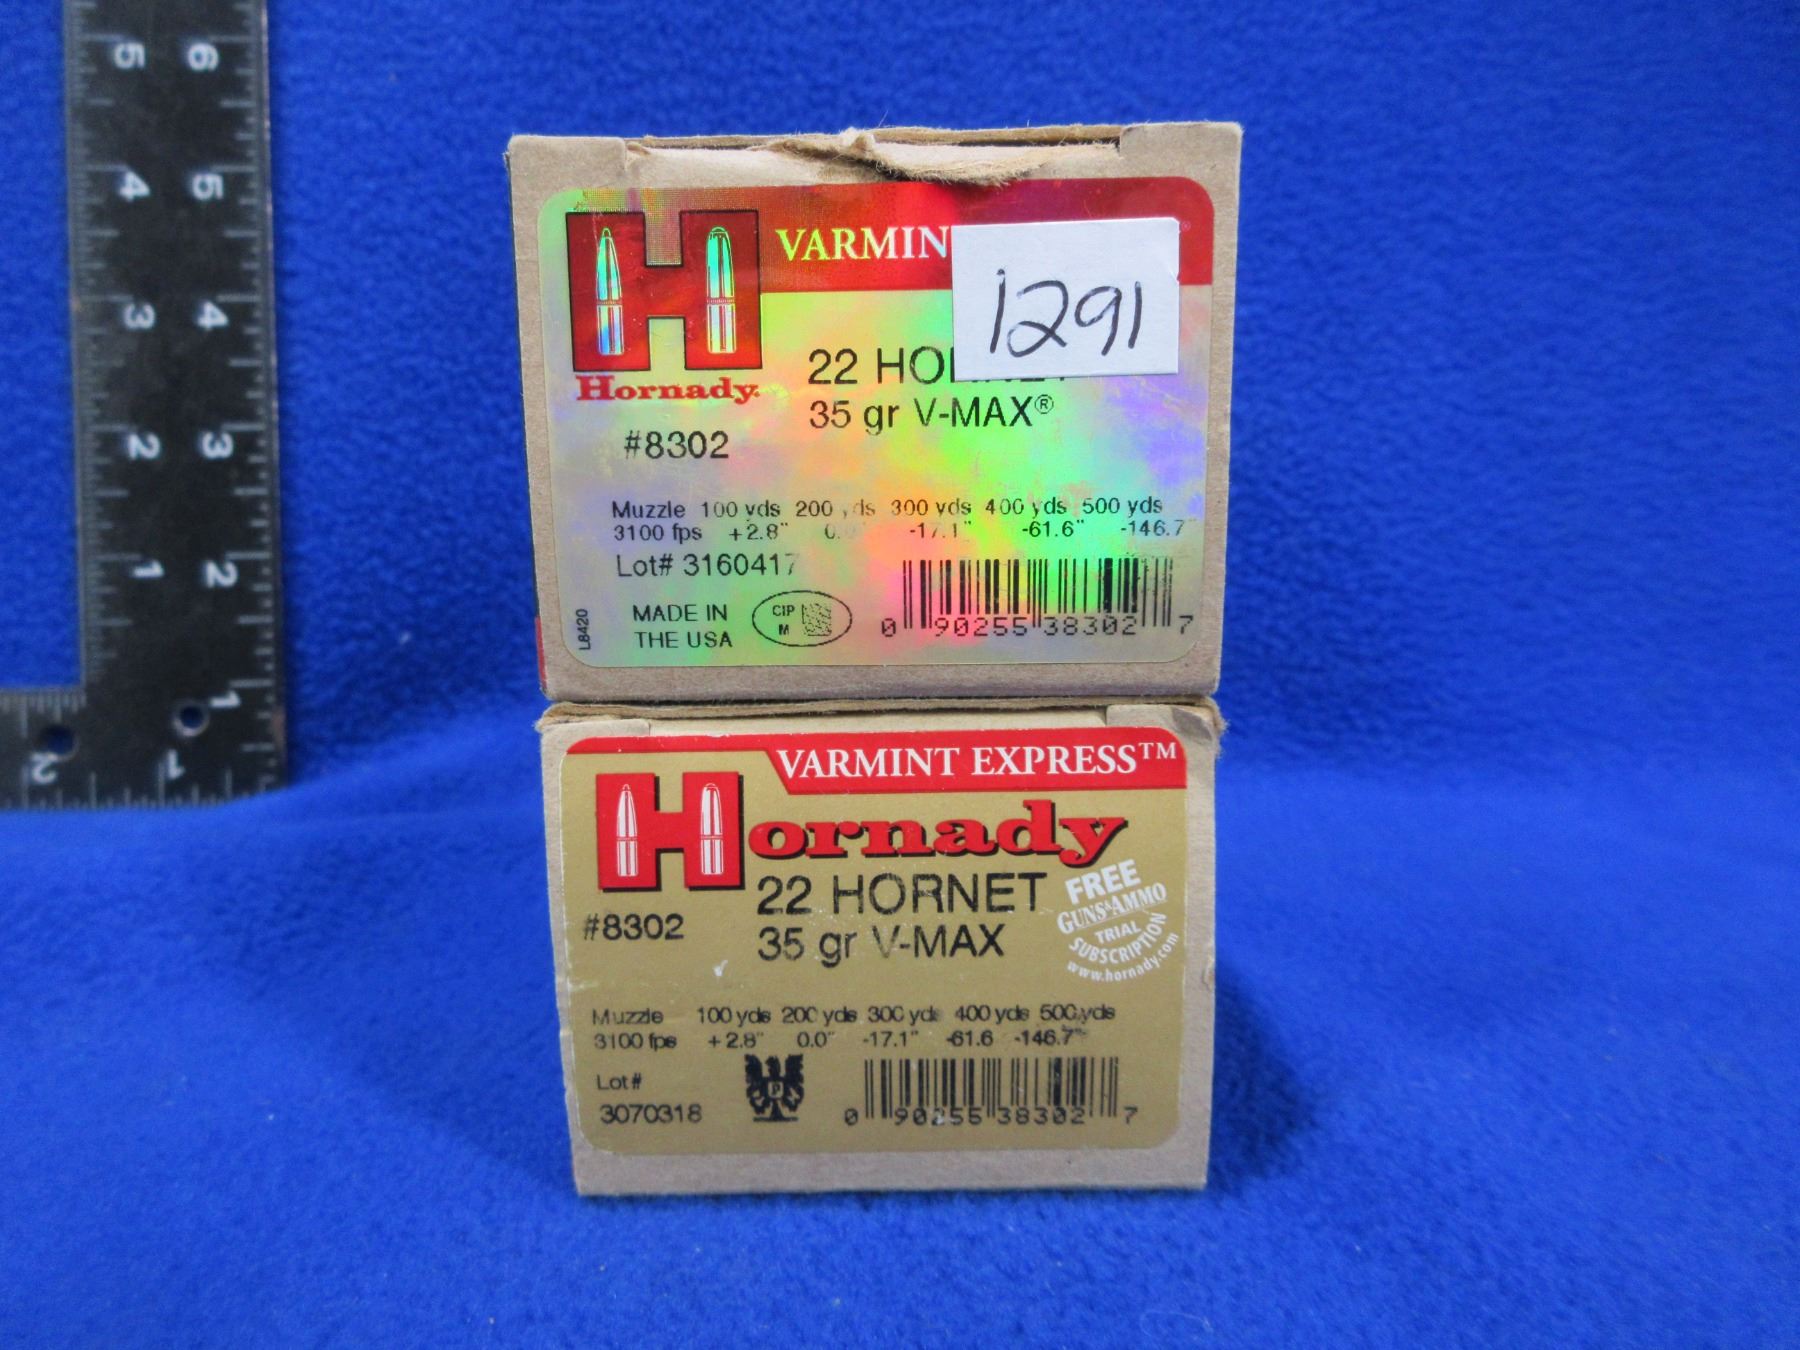 VARMIN
1291
Hornady
22 HO
35 gr V-MAX®
#8302
Muzzle 100 yds 200 yds 300 yds 400 yds 500 yds
3100 fps +2.8" 0.0" -17.1" -61.6" -146.7"
Lot# 3160417
MADE IN
THE USA
CIP
M
L8420
0 90255 38302 7
VARMINT EXPRESS™
Hornady
22 HORNET
35 gr V-MAX
#8302
FREE
GUNS&AMMO
TRIAL
SUBSCRIPTION
www.hornady.com
Muzzle 100 yds 200 yds 300 yds 400 yds 500 yds
3100 fps +2.8" 0.0" -17.1" -61.6 -146.7"
Lot#
3070318
0 90255 38302 7
5 6
4 5
3 4
2 3
1 2
1
2 1